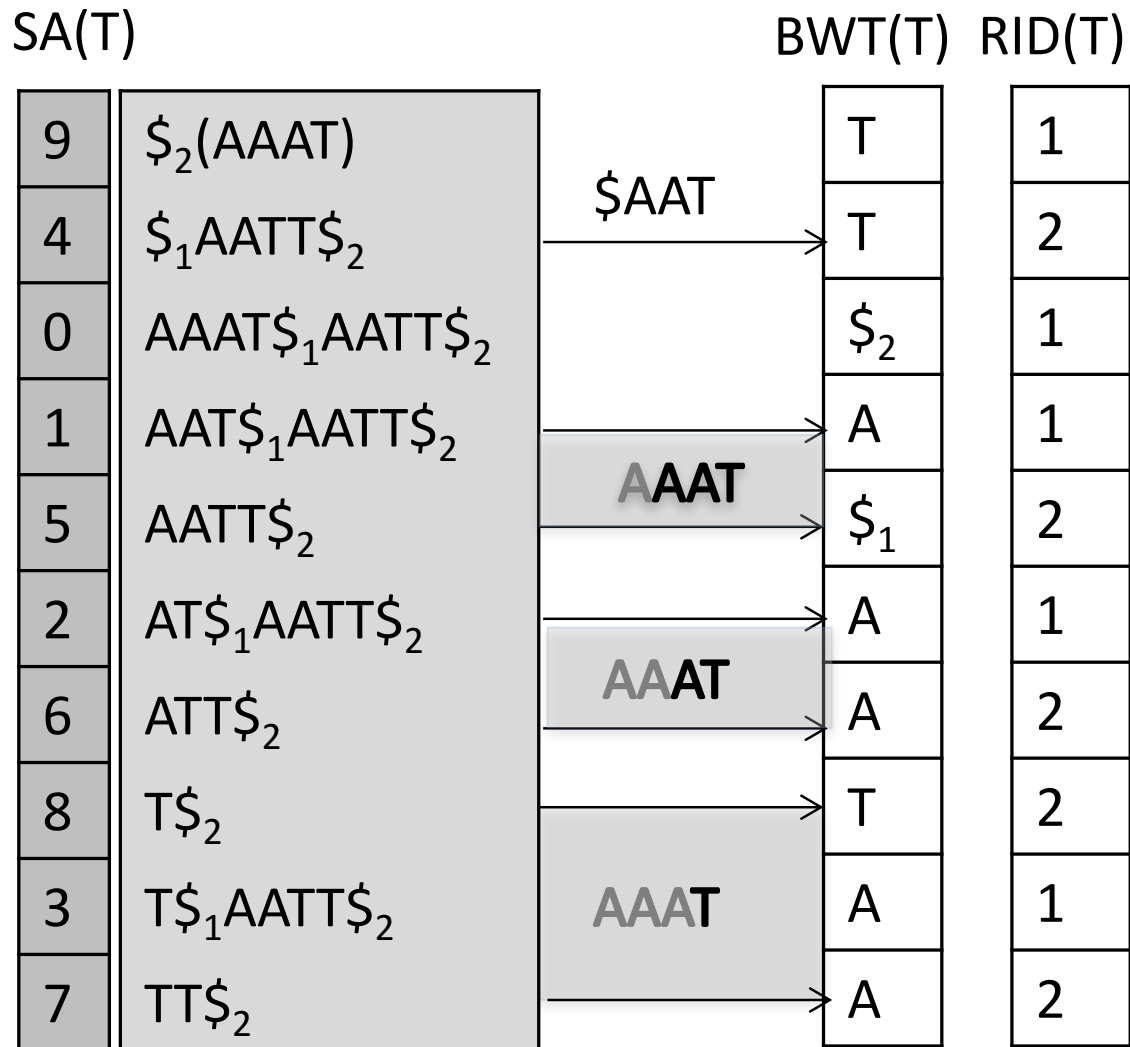 SA(T) BWT(T) RID(T)
9 $₂(AAAT) T 1
$AAT
4 $₁AATT$₂ T 2
0 AAAT$₁AATT$₂ $₂ 1
1 AAT$₁AATT$₂ A 1
AAAT
5 AATT$₂ $₁ 2
2 AT$₁AATT$₂ A 1
AAAT
6 ATT$₂ A 2
8 T$₂ T 2
3 T$₁AATT$₂ AAAT A 1
7 TT$₂ A 2